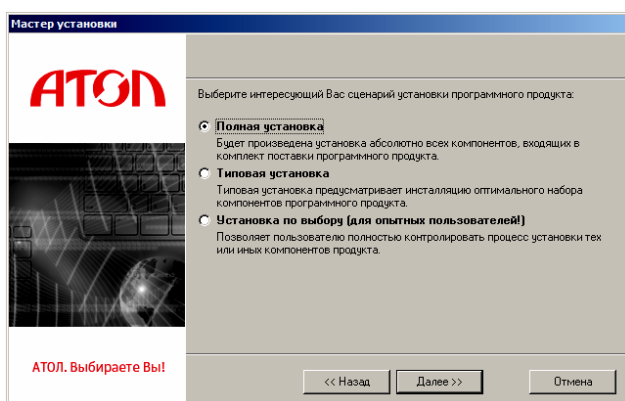 Мастер установки
АТОЛ
Выберите интересующий Вас сценарий установки программного продукта:
Полная установка
Будет произведена установка абсолютно всех компонентов, входящих в
комплект поставки программного продукта.
Типовая установка
Типовая установка предусматривает инсталляцию оптимального набора
компонентов программного продукта.
Установка по выбору (для опытных пользователей!)
Позволяет пользователю полностью контролировать процесс установки тех
или иных компонентов продукта.
АТОЛ. Выбираете Вы!
<< Назад
Далее >>
Отмена